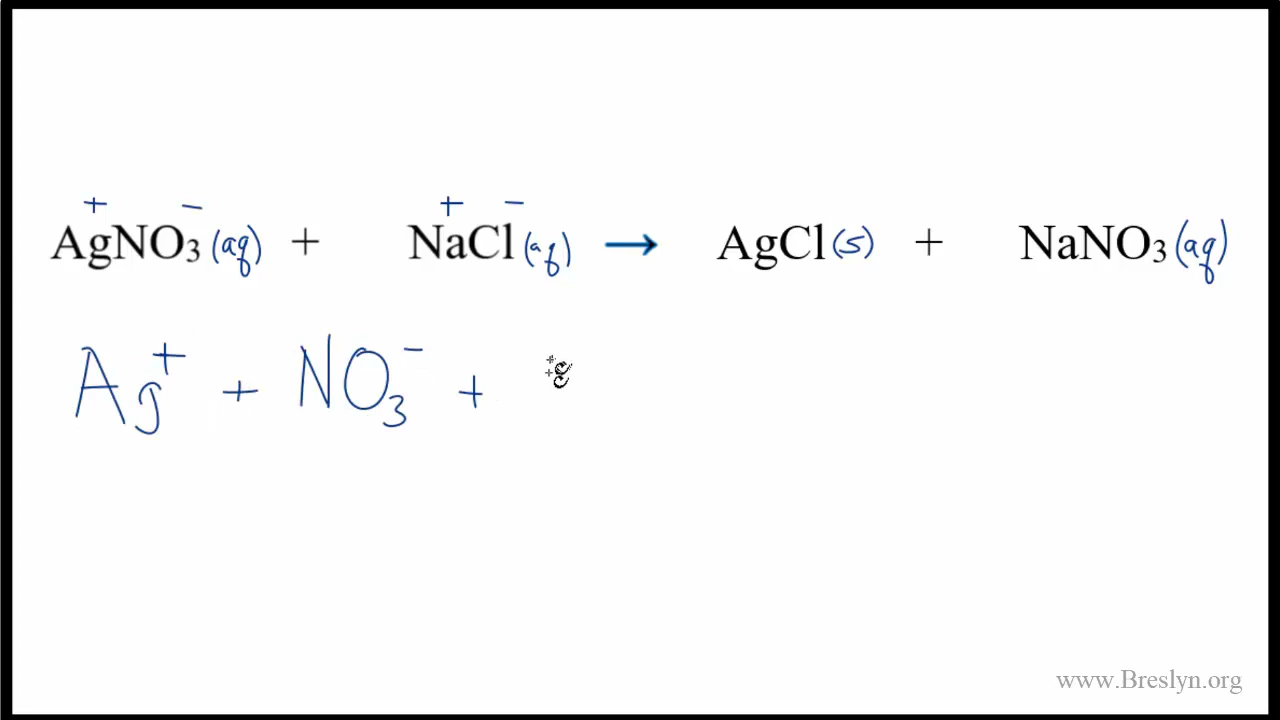 + − + −
AgNO₃(aq) + NaCl(aq) → AgCl(s) + NaNO₃(aq)
Ag⁺ + NO₃⁻ +
www.Breslyn.org